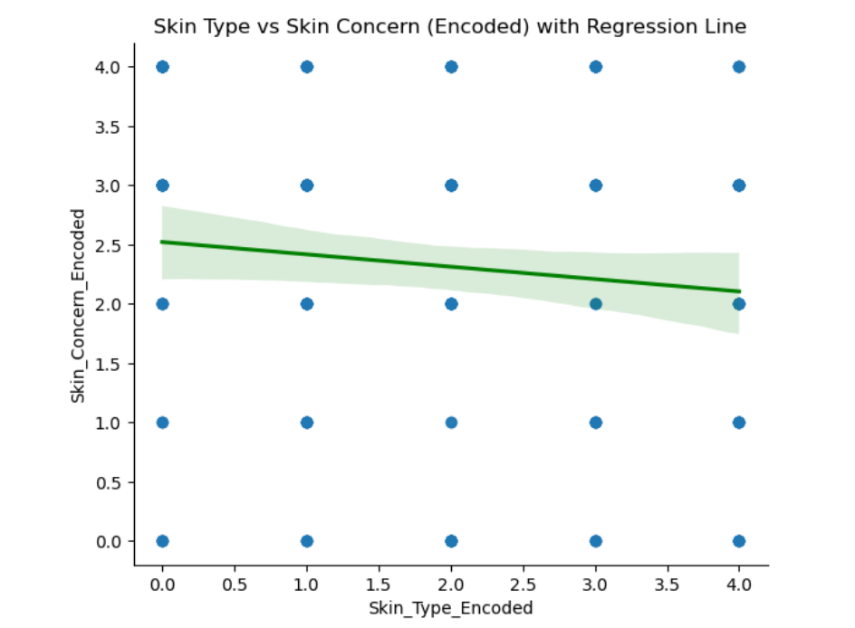 Skin Type vs Skin Concern (Encoded) with Regression Line
Skin_Concern_Encoded
4.0
3.5
3.0
2.5
2.0
1.5
1.0
0.5
0.0
0.0 0.5 1.0 1.5 2.0 2.5 3.0 3.5 4.0
Skin_Type_Encoded